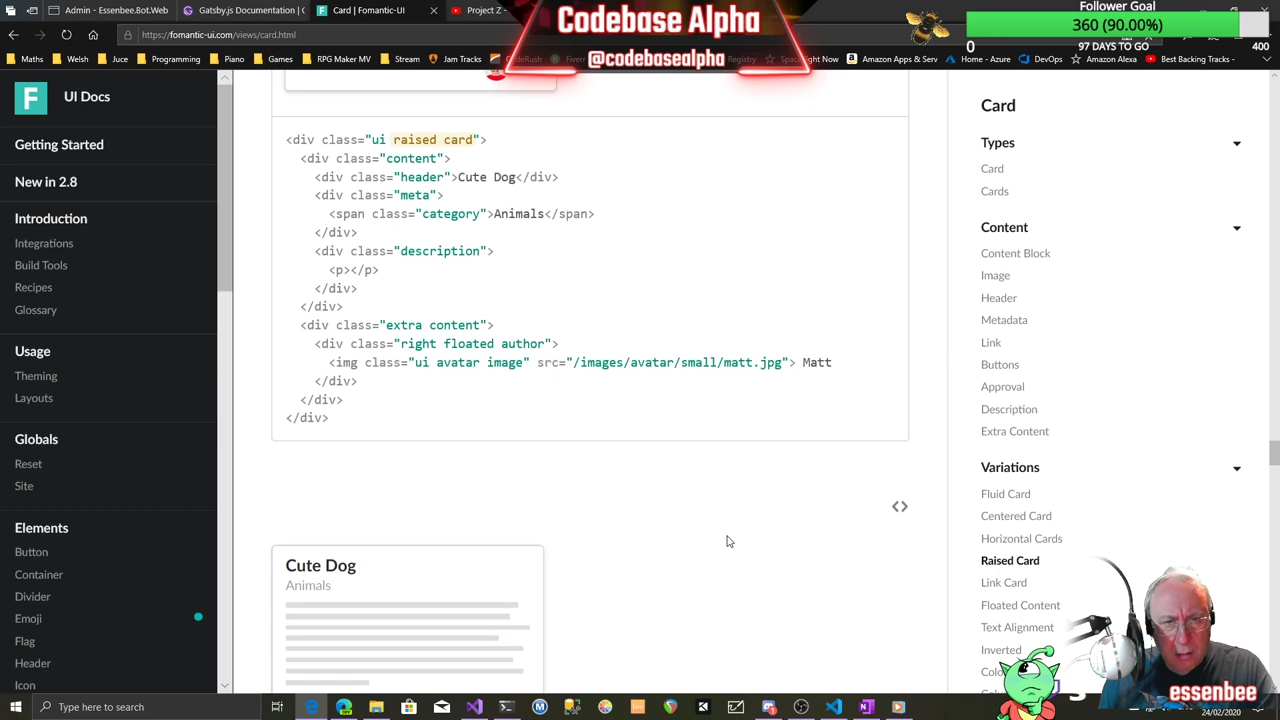 Admin - Essenbee.Bot.Web
Gatsby.js Documentation
Card | Fomantic-UI
Project Z -
Codebase Alpha
@codebasealpha
Follower Goal
360 (90.00%)
0
97 DAYS TO GO
400
https://fomantic-ui.com/views/card.html
Maths
Welsh
Juce
Programming
Piano
Games
RPG Maker MV
Stream
Jam Tracks
CodeRush
Fiverr
Registry
Amazon Apps & Serv
Home - Azure
DevOps
Amazon Alexa
Best Backing Tracks -
F
UI Docs
Getting Started
New in 2.8
Introduction
Integrations
Build Tools
Recipes
Glossary
Usage
Theming
Layouts
Globals
Reset
Site
Elements
Button
Container
Divider
Emoji
Flag
Header
Icon
<div class="ui raised card">
<div class="content">
<div class="header">Cute Dog</div>
<div class="meta">
<span class="category">Animals</span>
</div>
<div class="description">
<p></p>
</div>
</div>
<div class="extra content">
<div class="right floated author">
<img class="ui avatar image" src="/images/avatar/small/matt.jpg"> Matt
</div>
</div>
</div>
<>
Cute Dog
Animals
Card
Types
Card
Cards
Content
Content Block
Image
Header
Metadata
Link
Buttons
Approval
Description
Extra Content
Variations
Fluid Card
Centered Card
Horizontal Cards
Raised Card
Link Card
Floated Content
Text Alignment
Inverted
essenbee
Type here to search
24/02/2020